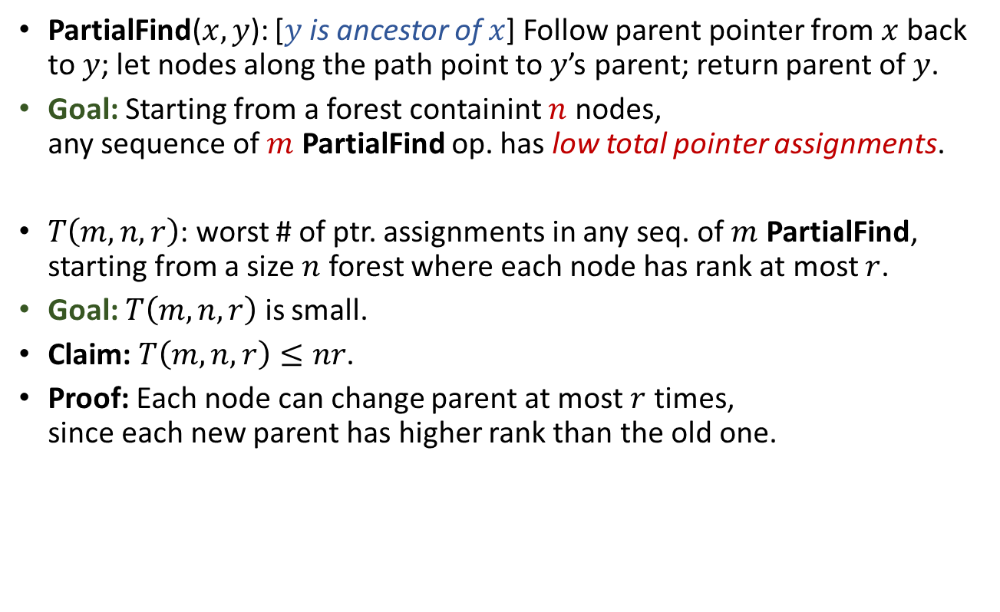 • PartialFind(x, y): [y is ancestor of x] Follow parent pointer from x back
to y; let nodes along the path point to y's parent; return parent of y.
• Goal: Starting from a forest containint n nodes,
any sequence of m PartialFind op. has low total pointer assignments.
• T(m, n, r): worst # of ptr. assignments in any seq. of m PartialFind,
starting from a size n forest where each node has rank at most r.
• Goal: T(m, n, r) is small.
• Claim: T(m, n, r) ≤ nr.
• Proof: Each node can change parent at most r times,
since each new parent has higher rank than the old one.